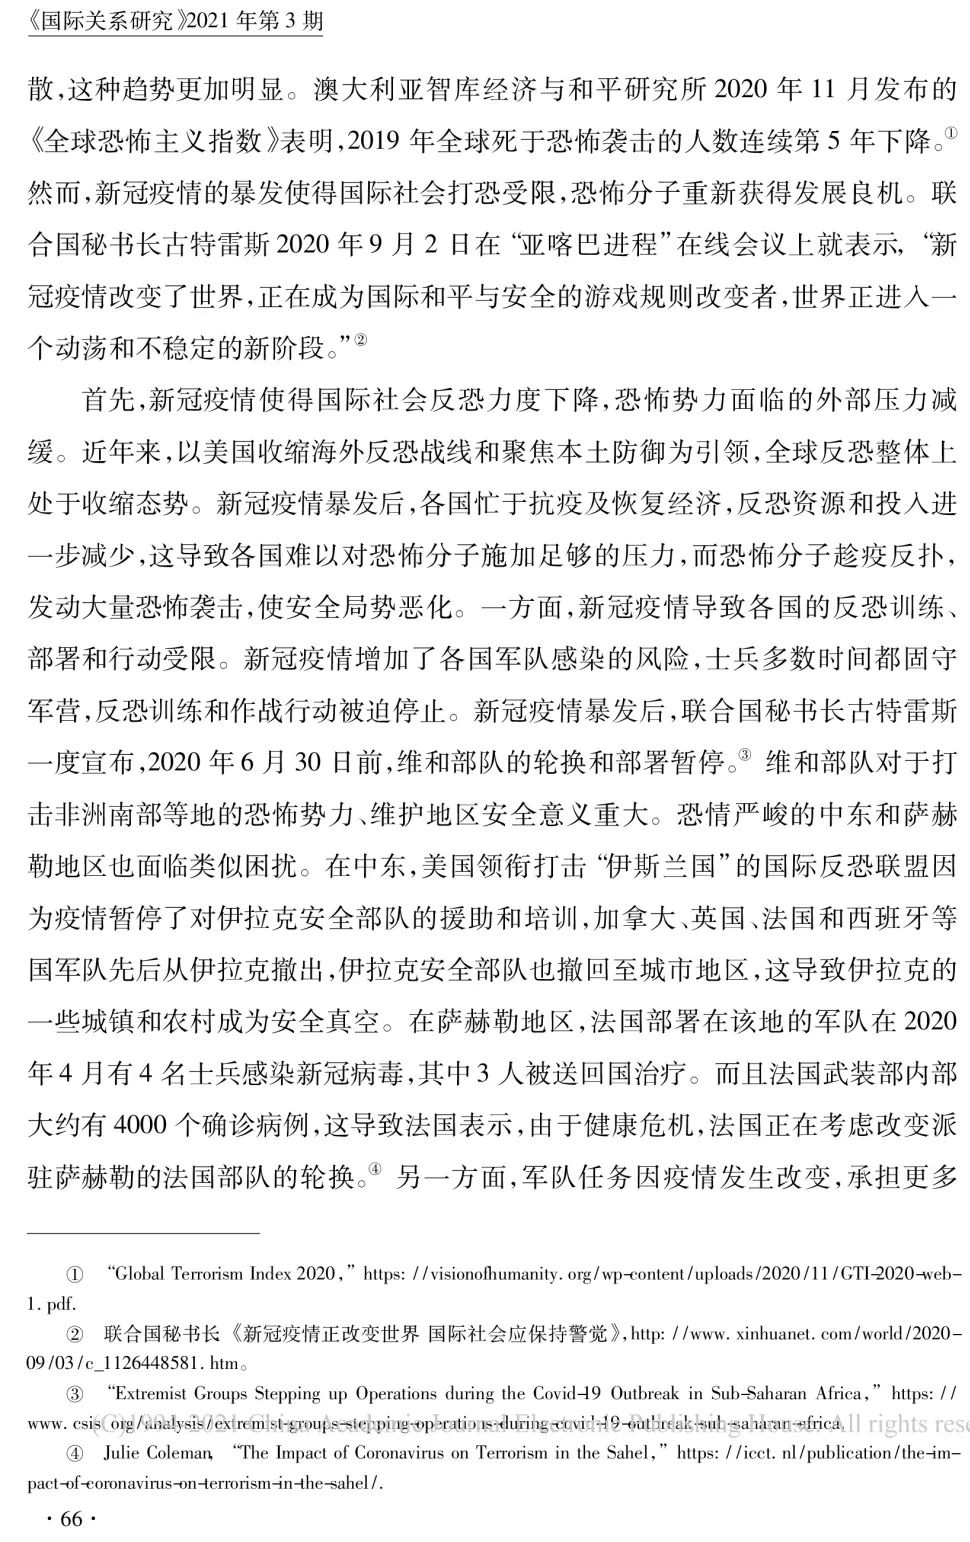 《国际关系研究》2021 年第 3 期
散,这种趋势更加明显。澳大利亚智库经济与和平研究所 2020 年 11 月发布的
《全球恐怖主义指数》表明,2019 年全球死于恐怖袭击的人数连续第 5 年下降。①
然而,新冠疫情的暴发使得国际社会打恐受限,恐怖分子重新获得发展良机。联
合国秘书长古特雷斯 2020 年 9 月 2 日在“亚喀巴进程”在线会议上就表示,“新
冠疫情改变了世界,正在成为国际和平与安全的游戏规则改变者,世界正进入一
个动荡和不稳定的新阶段。”②
首先,新冠疫情使得国际社会反恐力度下降,恐怖势力面临的外部压力减
缓。近年来,以美国收缩海外反恐战线和聚焦本土防御为引领,全球反恐整体上
处于收缩态势。新冠疫情暴发后,各国忙于抗疫及恢复经济,反恐资源和投入进
一步减少,这导致各国难以对恐怖分子施加足够的压力,而恐怖分子趁疫反扑,
发动大量恐怖袭击,使安全局势恶化。一方面,新冠疫情导致各国的反恐训练、
部署和行动受限。新冠疫情增加了各国军队感染的风险,士兵多数时间都固守
军营,反恐训练和作战行动被迫停止。新冠疫情暴发后,联合国秘书长古特雷斯
一度宣布,2020 年 6 月 30 日前,维和部队的轮换和部署暂停。③ 维和部队对于打
击非洲南部等地的恐怖势力、维护地区安全意义重大。恐情严峻的中东和萨赫
勒地区也面临类似困扰。在中东,美国领衔打击“伊斯兰国”的国际反恐联盟因
为疫情暂停了对伊拉克安全部队的援助和培训,加拿大、英国、法国和西班牙等
国军队先后从伊拉克撤出,伊拉克安全部队也撤回至城市地区,这导致伊拉克的
一些城镇和农村成为安全真空。在萨赫勒地区,法国部署在该地的军队在 2020
年 4 月有 4 名士兵感染新冠病毒,其中 3 人被送回国治疗。而且法国武装部内部
大约有 4000 个确诊病例,这导致法国表示,由于健康危机,法国正在考虑改变派
驻萨赫勒的法国部队的轮换。④ 另一方面,军队任务因疫情发生改变,承担更多
① “Global Terrorism Index 2020,” https: //visionofhumanity. org/wp-content/uploads/2020/11/GTI-2020-web-
1. pdf.
② 联合国秘书长:《新冠疫情正改变世界 国际社会应保持警觉》,http: //www. xinhuanet. com/world/2020-
09/03/c_1126448581. htm。
③ “Extremist Groups Stepping up Operations during the Covid-19 Outbreak in Sub-Saharan Africa,” https: //
www. csis. org/analysis/extremist-groups-stepping-operations-during-covid-19-outbreak-sub-saharan-africa.
(C)1994-2021 China Academic Journal Electronic Publishing House. All rights rese
④ Julie Coleman, “The Impact of Coronavirus on Terrorism in the Sahel,” https: //icct. nl/publication/the-im-
pact-of-coronavirus-on-terrorism-in-the-sahel/.
· 66 ·